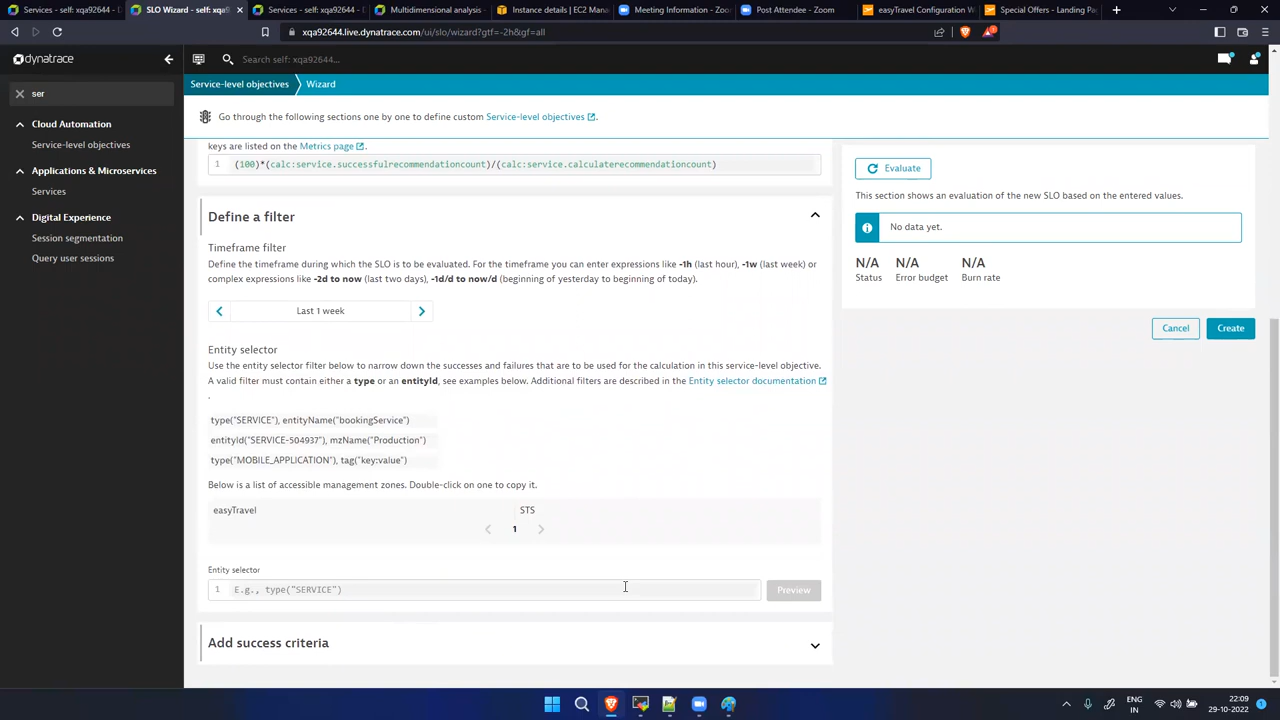 Services - self: xqa92644
SLO Wizard - self: xqa92644
Services - self: xqa92644
Multidimensional analysis -
Instance details | EC2 Mana
Meeting Information - Zoom
Post Attendee - Zoom
easyTravel Configuration W
Special Offers - Landing Pa
xqa92644.live.dynatrace.com/ui/slo/wizard?gtf=-2h&gf=all
dynatrace
Search self: xqa92644...
ser
Cloud Automation
Service-level objectives
Applications & Microservices
Services
Digital Experience
Session segmentation
Query user sessions
Service-level objectives
Wizard
Go through the following sections one by one to define custom Service-level objectives.
keys are listed on the Metrics page.
1 (100)*(calc:service.successfulrecommendationcount)/(calc:service.calculaterecommendationcount)
Define a filter
Timeframe filter
Define the timeframe during which the SLO is to be evaluated. For the timeframe you can enter expressions like -1h (last hour), -1w (last week) or
complex expressions like -2d to now (last two days), -1d/d to now/d (beginning of yesterday to beginning of today).
Last 1 week
Entity selector
Use the entity selector filter below to narrow down the successes and failures that are to be used for the calculation in this service-level objective.
A valid filter must contain either a type or an entityId, see examples below. Additional filters are described in the Entity selector documentation
.
type("SERVICE"), entityName("bookingService")
entityId("SERVICE-504937"), mzName("Production")
type("MOBILE_APPLICATION"), tag("key:value")
Below is a list of accessible management zones. Double-click on one to copy it.
easyTravel STS
1
Entity selector
1 E.g., type("SERVICE")
Preview
Add success criteria
Evaluate
This section shows an evaluation of the new SLO based on the entered values.
No data yet.
N/A N/A N/A
Status Error budget Burn rate
Cancel Create
ENG
IN
22:09
29-10-2022